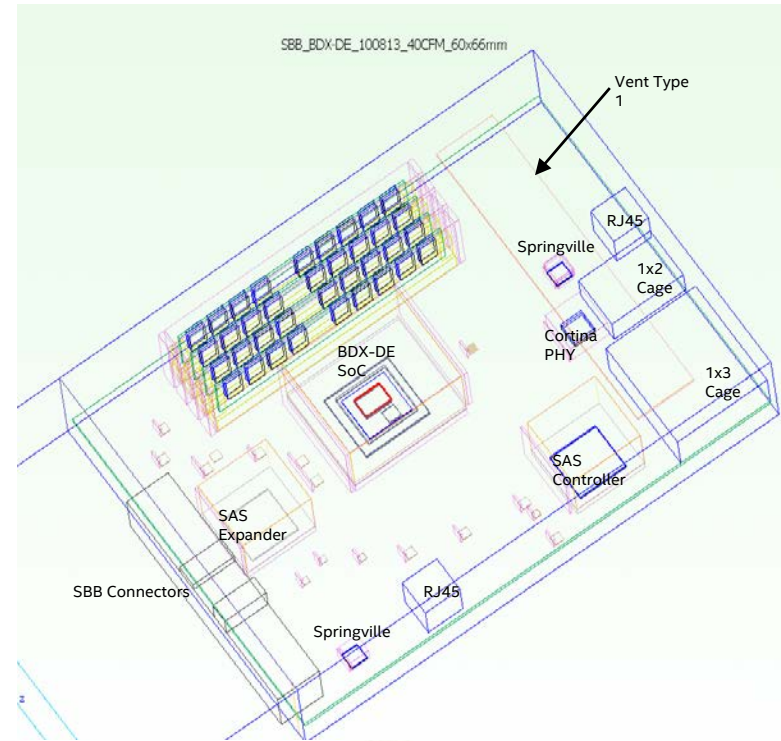 SBB_BDX-DE_100813_40CFM_60x66mm
Vent Type
1
RJ45
Springville
1x2
Cage
Cortina
PHY
BDX-DE
SoC
1x3
Cage
SAS
Controller
SAS
Expander
SBB Connectors
RJ45
Springville
z